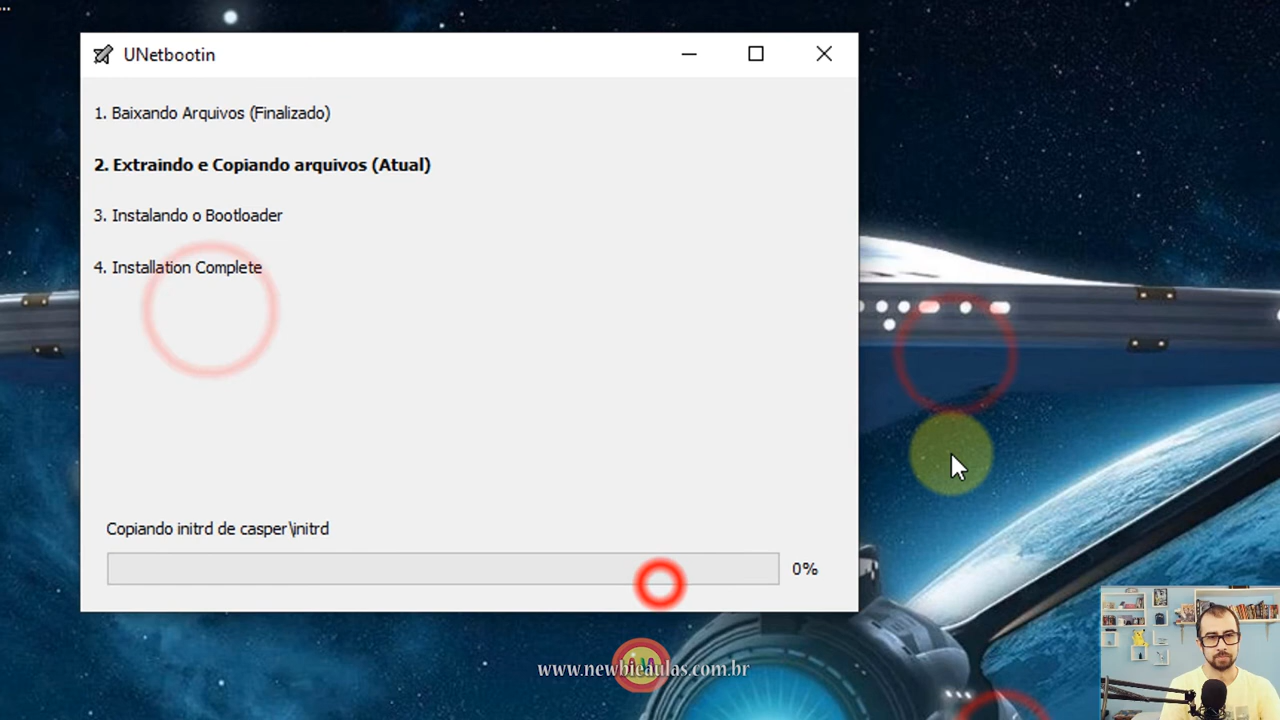 ...
UNetbootin
1. Baixando Arquivos (Finalizado)
2. Extraindo e Copiando arquivos (Atual)
3. Instalando o Bootloader
4. Installation Complete
Copiando initrd de casper\initrd
0%
www.newbieaulas.com.br